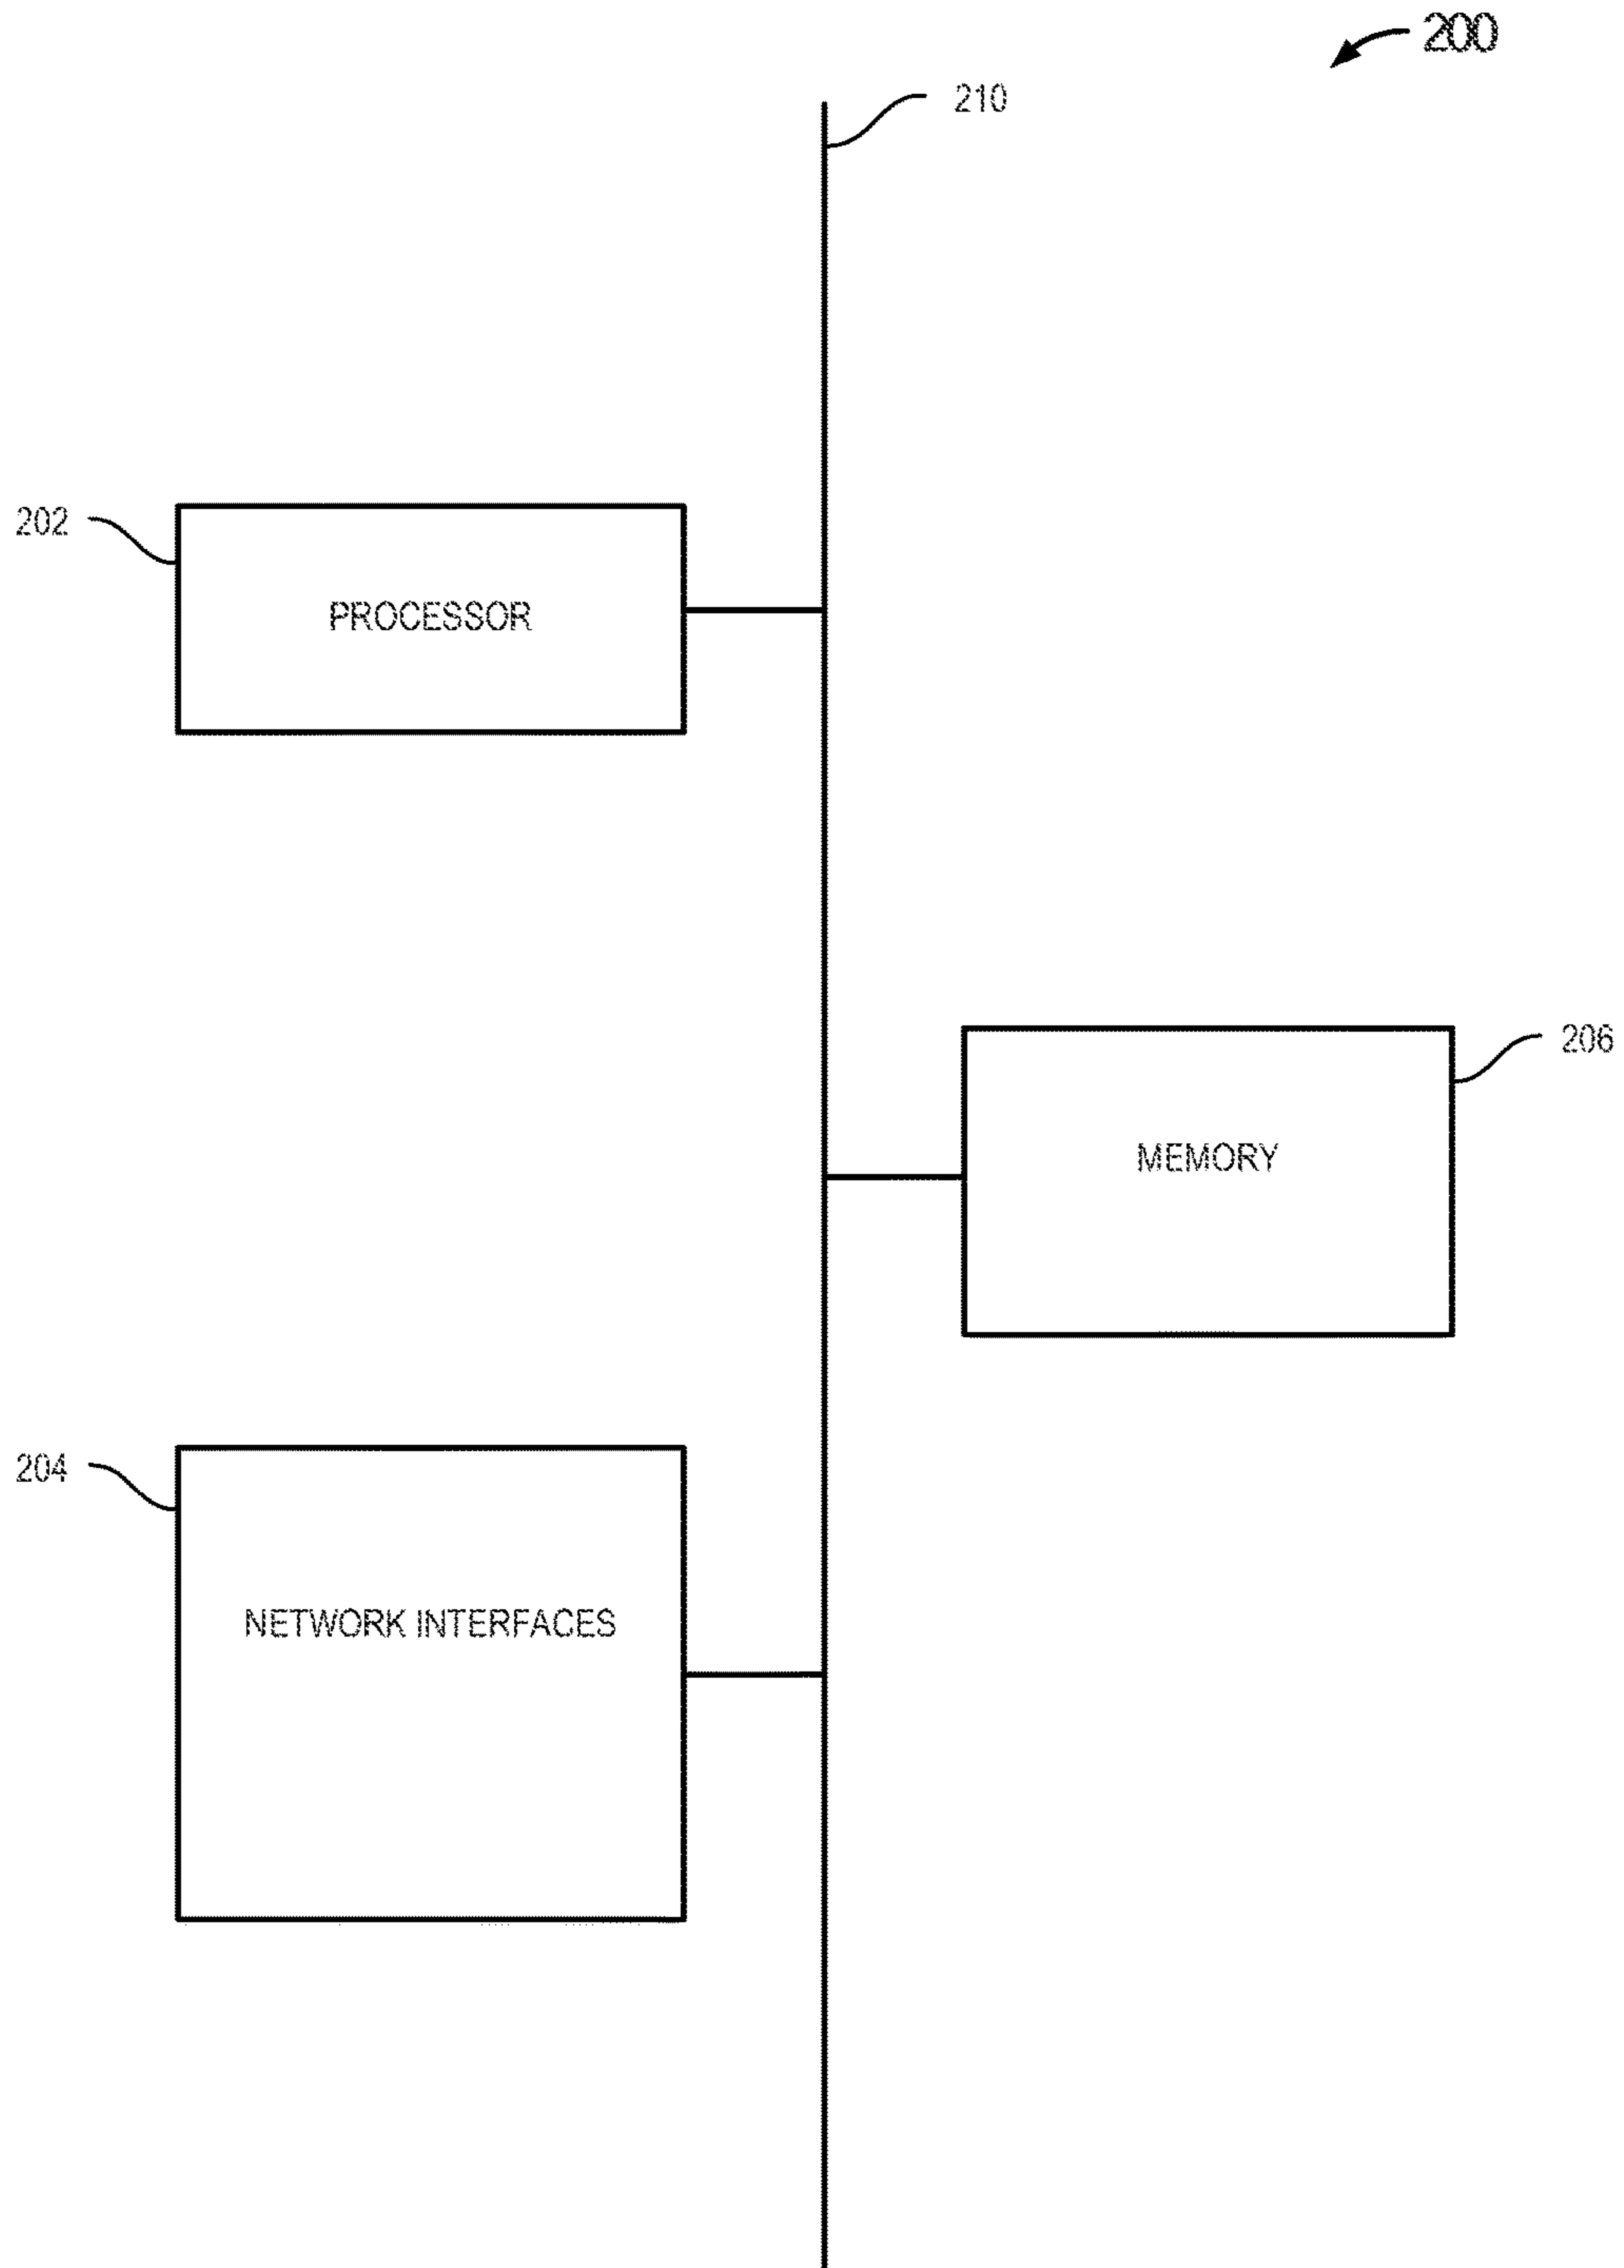 200
210
202
PROCESSOR
206
MEMORY
204
NETWORK INTERFACES